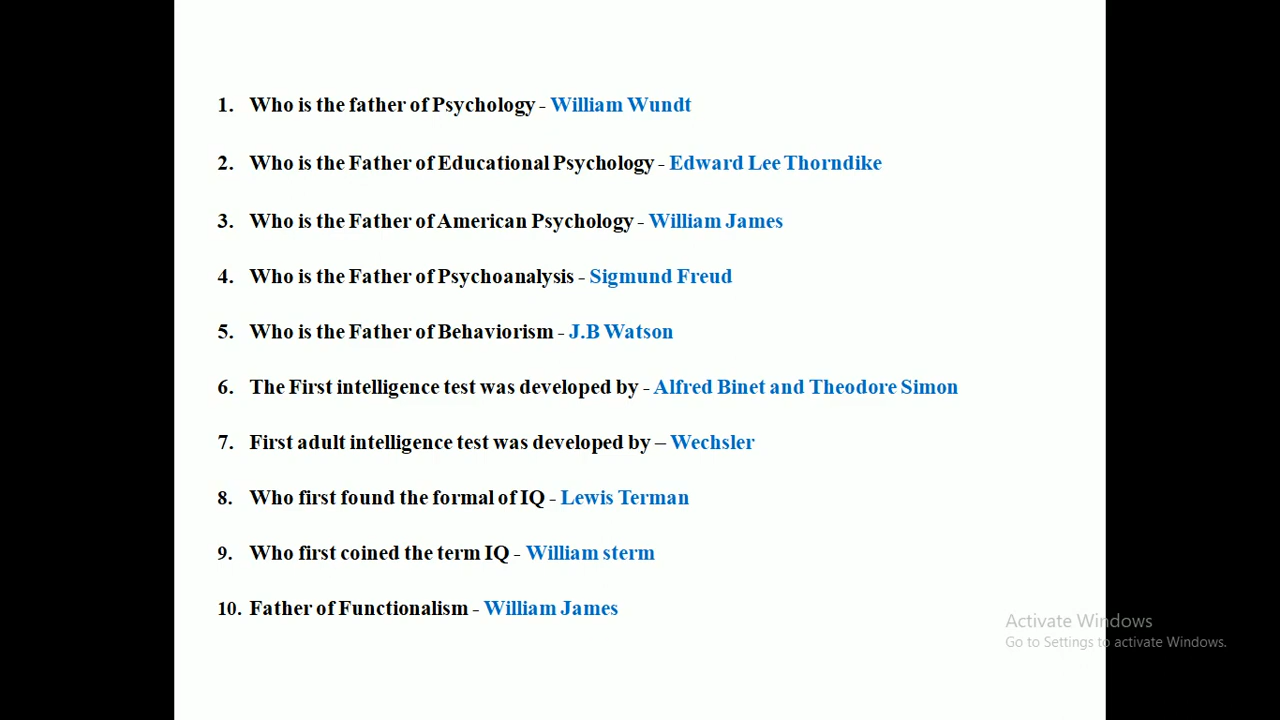 1. Who is the father of Psychology - William Wundt
2. Who is the Father of Educational Psychology - Edward Lee Thorndike
3. Who is the Father of American Psychology - William James
4. Who is the Father of Psychoanalysis - Sigmund Freud
5. Who is the Father of Behaviorism - J.B Watson
6. The First intelligence test was developed by - Alfred Binet and Theodore Simon
7. First adult intelligence test was developed by – Wechsler
8. Who first found the formal of IQ - Lewis Terman
9. Who first coined the term IQ - William sterm
10. Father of Functionalism - William James
Activate Windows
Go to Settings to activate Windows.